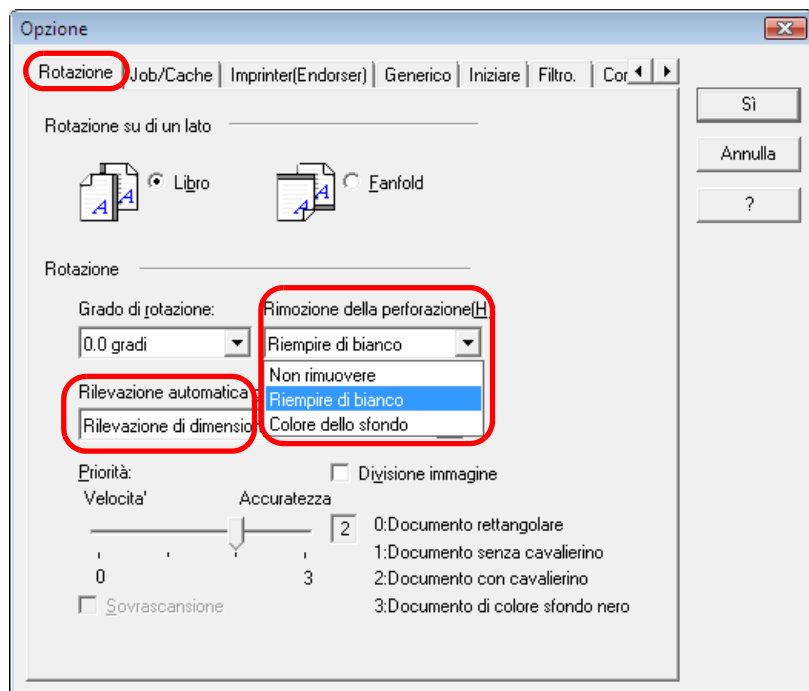 Opzione
Rotazione Job/Cache Imprinter(Endorser) Generico Iniziare Filtro. Cor
Sì
Annulla
?
Rotazione su di un lato
A A Libro A A Fanfold
Rotazione
Grado di rotazione: Rimozione della perforazione(H)
0.0 gradi Riempire di bianco
Non rimuovere
Riempire di bianco
Colore dello sfondo
Rilevazione automatica
Rilevazione di dimension
Priorità: Divisione immagine
Velocita' Accuratezza
2
0 3
0:Documento rettangolare
1:Documento senza cavalierino
2:Documento con cavalierino
3:Documento di colore sfondo nero
Sovrascansione